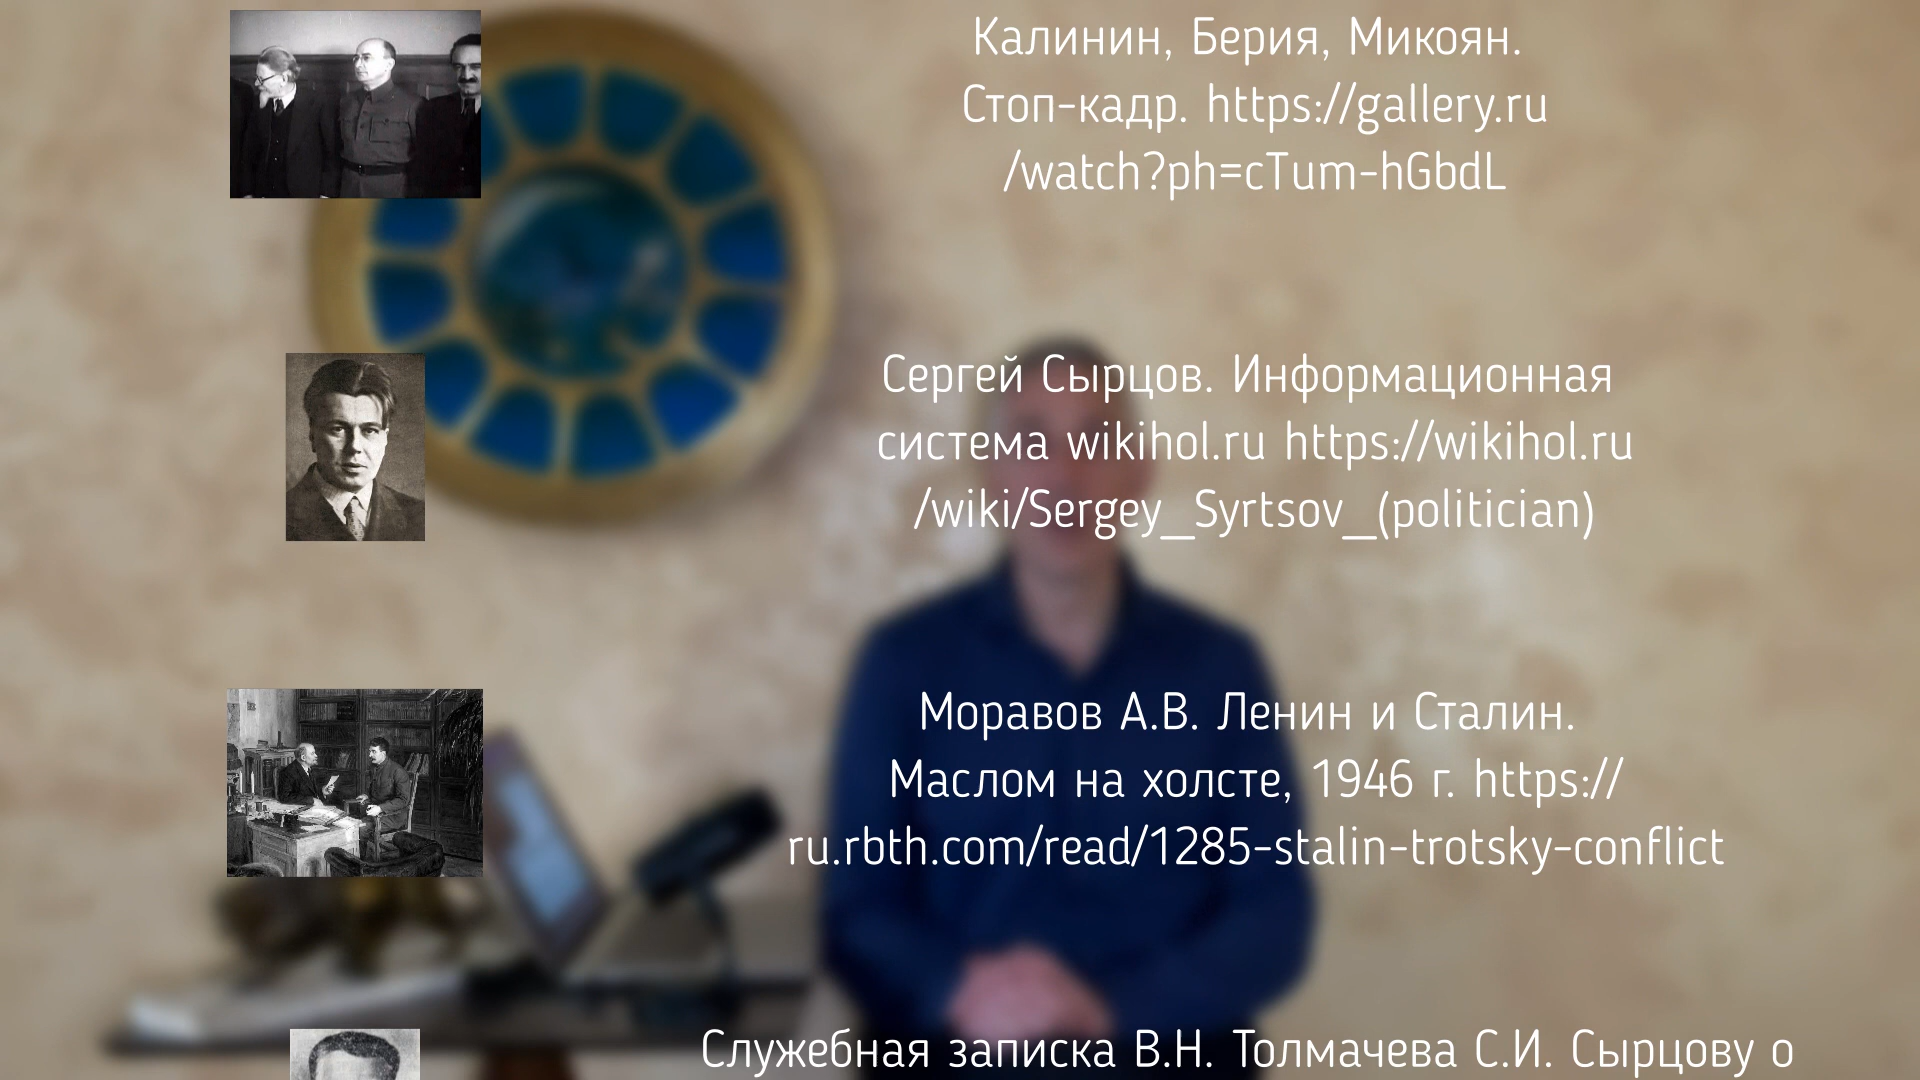 Калинин, Берия, Микоян.
Стоп-кадр. https://gallery.ru
/watch?ph=cTum-hGbdL
Сергей Сырцов. Информационная
система wikihol.ru https://wikihol.ru
/wiki/Sergey_Syrtsov_(politician)
Моравов А.В. Ленин и Сталин.
Маслом на холсте, 1946 г. https://
ru.rbth.com/read/1285-stalin-trotsky-conflict
Служебная записка В.Н. Толмачева С.И. Сырцову о